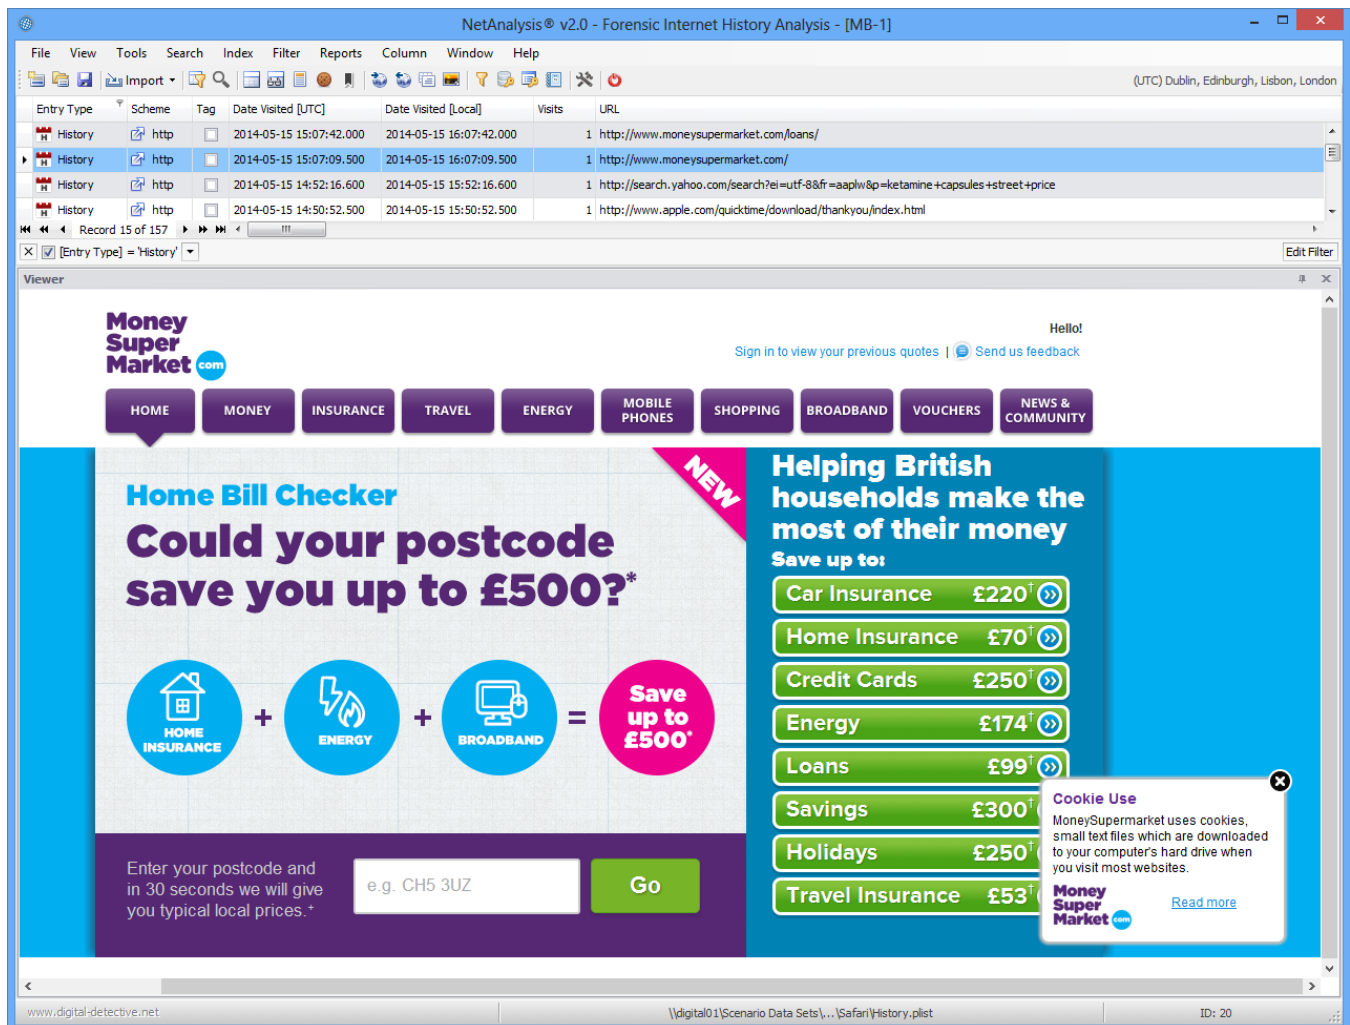 NetAnalysis® v2.0 - Forensic Internet History Analysis - [MB-1]
File View Tools Search Index Filter Reports Column Window Help
Import (UTC) Dublin, Edinburgh, Lisbon, London
Entry Type Scheme Tag Date Visited [UTC] Date Visited [Local] Visits URL
History http 2014-05-15 15:07:42.000 2014-05-15 16:07:42.000 1 http://www.moneysupermarket.com/loans/
History http 2014-05-15 15:07:09.500 2014-05-15 16:07:09.500 1 http://www.moneysupermarket.com/
History http 2014-05-15 14:52:16.600 2014-05-15 15:52:16.600 1 http://search.yahoo.com/search?ei=utf-8&fr=aaplw&p=ketamine+capsules+street+price
History http 2014-05-15 14:50:52.500 2014-05-15 15:50:52.500 1 http://www.apple.com/quicktime/download/thankyou/index.html
Record 15 of 157
[Entry Type] = 'History' Edit Filter
Viewer
Money
Super
Market com
Hello!
Sign in to view your previous quotes | Send us feedback
HOME MONEY INSURANCE TRAVEL ENERGY MOBILE PHONES SHOPPING BROADBAND VOUCHERS NEWS & COMMUNITY
Home Bill Checker
Could your postcode
save you up to £500?*
NEW
HOME
INSURANCE
+
ENERGY
+
BROADBAND
=
Save
up to
£500*
Enter your postcode and
in 30 seconds we will give
you typical local prices.+
e.g. CH5 3UZ
Go
Helping British
households make the
most of their money
Save up to:
Car Insurance £220†
Home Insurance £70†
Credit Cards £250†
Energy £174†
Loans £99†
Savings £300†
Holidays £250†
Travel Insurance £53†
Cookie Use
MoneySupermarket uses cookies,
small text files which are downloaded
to your computer's hard drive when
you visit most websites.
Money
Super
Market com
Read more
www.digital-detective.net \\digital01\Scenario Data Sets\...\Safari\History.plist ID: 20